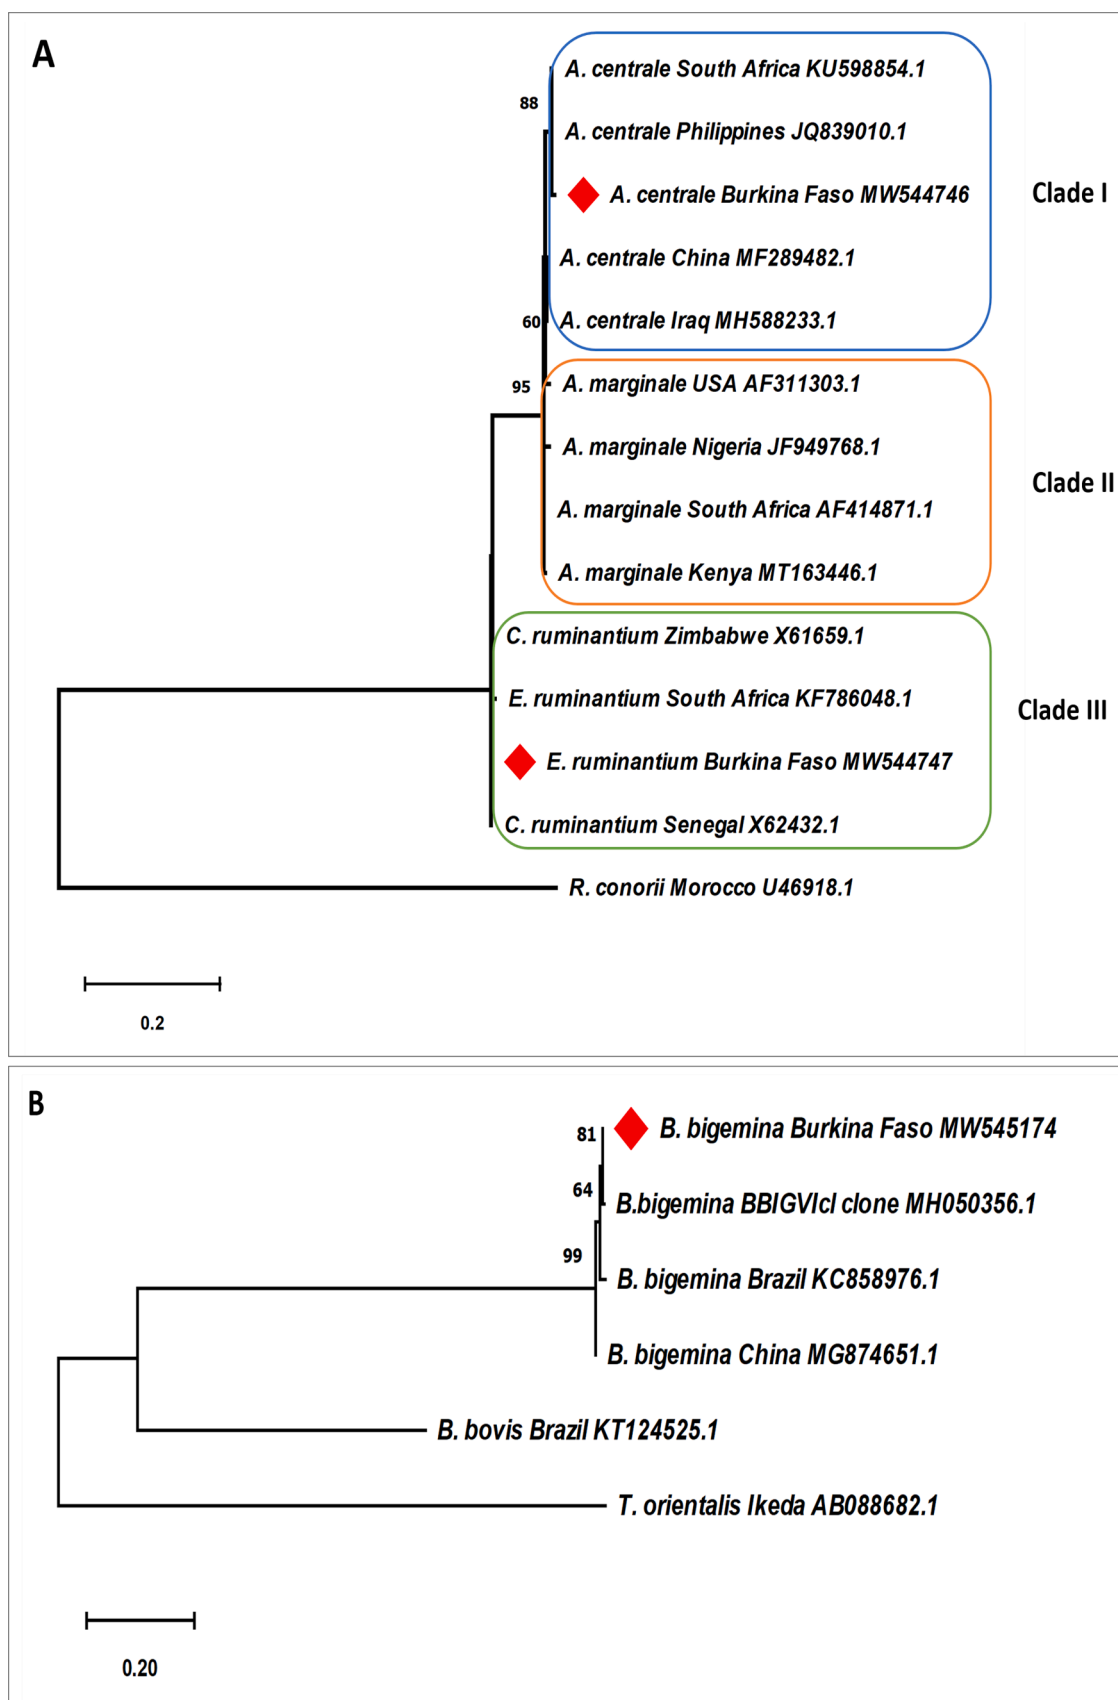 A
A. centrale South Africa KU598854.1
88
A. centrale Philippines JQ839010.1
A. centrale Burkina Faso MW544746
Clade I
A. centrale China MF289482.1
60
A. centrale Iraq MH588233.1
95
A. marginale USA AF311303.1
A. marginale Nigeria JF949768.1
Clade II
A. marginale South Africa AF414871.1
A. marginale Kenya MT163446.1
C. ruminantium Zimbabwe X61659.1
E. ruminantium South Africa KF786048.1
Clade III
E. ruminantium Burkina Faso MW544747
C. ruminantium Senegal X62432.1
R. conorii Morocco U46918.1
0.2
B
81
B. bigemina Burkina Faso MW545174
64
B.bigemina BBIGVIcl clone MH050356.1
99
B. bigemina Brazil KC858976.1
B. bigemina China MG874651.1
B. bovis Brazil KT124525.1
T. orientalis Ikeda AB088682.1
0.20